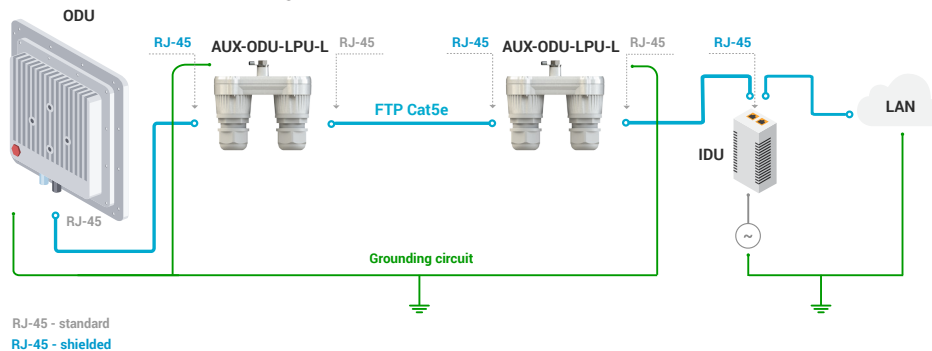 ODU
RJ-45
AUX-ODU-LPU-L
RJ-45
RJ-45
AUX-ODU-LPU-L
RJ-45
RJ-45
FTP Cat5e
LAN
IDU
RJ-45
~
Grounding circuit
RJ-45 - standard
RJ-45 - shielded